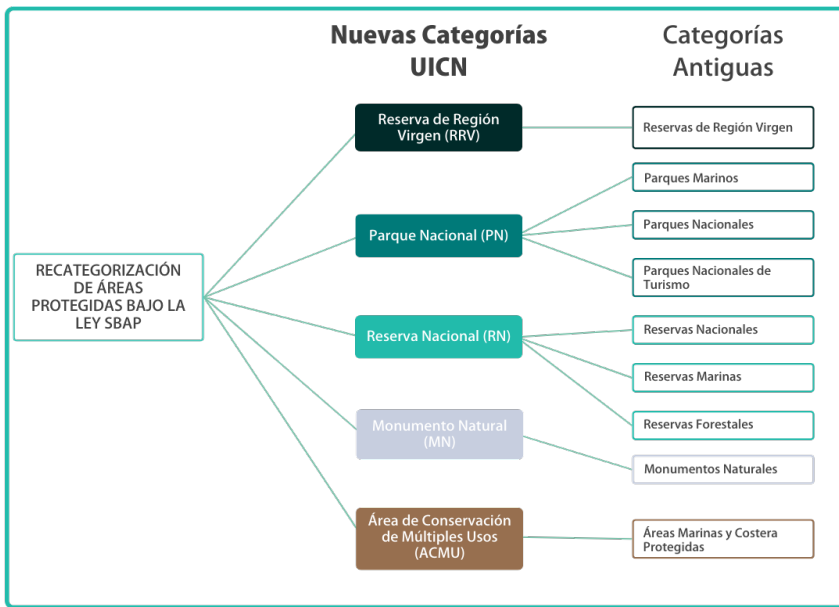 Nuevas Categorías
UICN
Categorías
Antiguas
RECATEGORIZACIÓN
DE ÁREAS
PROTEGIDAS BAJO LA
LEY SBAP
Reserva de Región
Virgen (RRV)
Reservas de Región Virgen
Parque Nacional (PN)
Parques Marinos
Parques Nacionales
Parques Nacionales de
Turismo
Reserva Nacional (RN)
Reservas Nacionales
Reservas Marinas
Reservas Forestales
Monumento Natural
(MN)
Monumentos Naturales
Área de Conservación
de Múltiples Usos
(ACMU)
Áreas Marinas y Costera
Protegidas